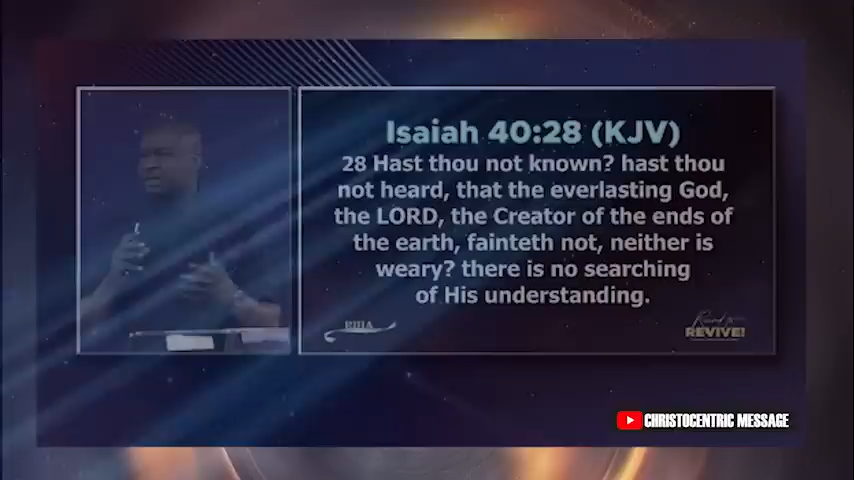 Isaiah 40:28 (KJV)
28 Hast thou not known? hast thou
not heard, that the everlasting God,
the LORD, the Creator of the ends of
the earth, fainteth not, neither is
weary? there is no searching
of His understanding.
REVIVE!
CHRISTOCENTRIC MESSAGE